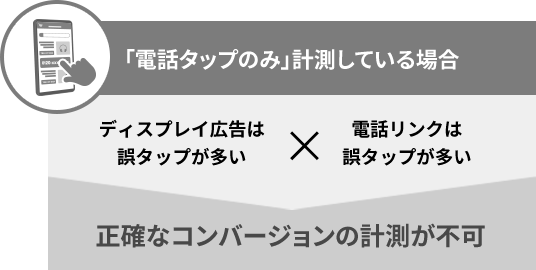 「電話タップのみ」計測している場合
ディスプレイ広告は
誤タップが多い
×
電話リンクは
誤タップが多い
正確なコンバージョンの計測が不可